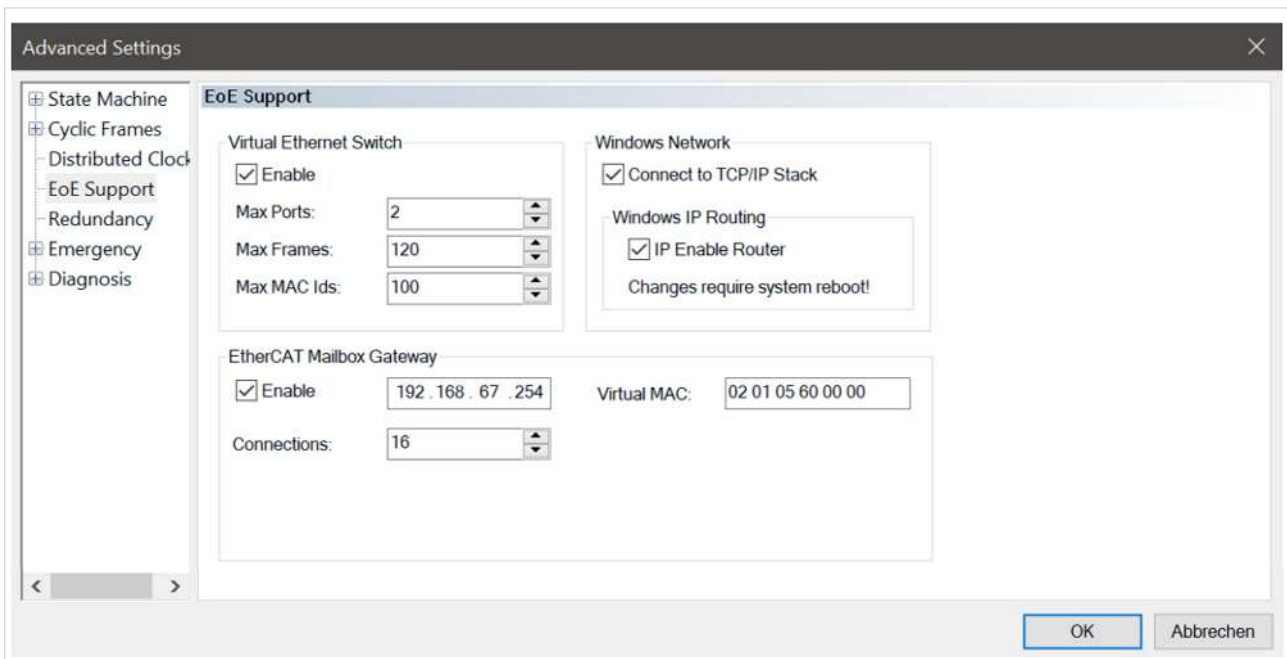 Advanced Settings
State Machine
Cyclic Frames
Distributed Clock
EoE Support
Redundancy
Emergency
Diagnosis
EoE Support
Virtual Ethernet Switch
Enable
Max Ports: 2
Max Frames: 120
Max MAC Ids: 100
Windows Network
Connect to TCP/IP Stack
Windows IP Routing
IP Enable Router
Changes require system reboot!
EtherCAT Mailbox Gateway
Enable 192 . 168 . 67 . 254 Virtual MAC: 02 01 05 60 00 00
Connections: 16
OK Abbrechen